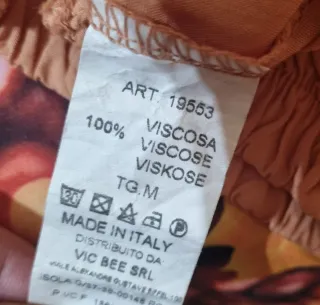 ART. 19553
100% VISCOSA
VISCOSE
VISKOSE
TG.M
MADE IN ITALY
DISTRIBUITO DA
VIC BEE SRL